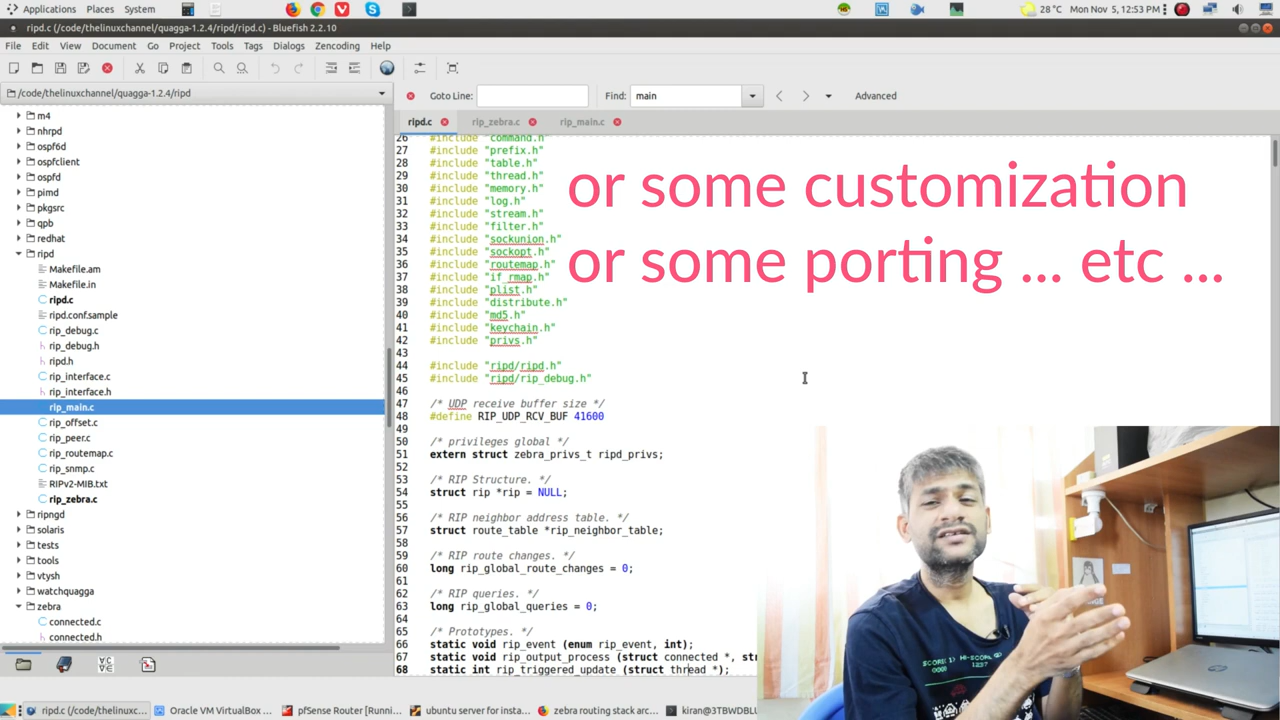 Applications Places System
28 °C Mon Nov 5, 12:53 PM
ripd.c (/code/thelinuxchannel/quagga-1.2.4/ripd/ripd.c) - Bluefish 2.2.10
File Edit View Document Go Project Tools Tags Dialogs Zencoding Help
/code/thelinuxchannel/quagga-1.2.4/ripd
Goto Line: Find: main Advanced
ripd.c rip_zebra.c rip_main.c
m4
nhrpd
ospf6d
ospfclient
ospfd
pimd
pkgsrc
qpb
redhat
ripd
Makefile.am
Makefile.in
ripd.c
ripd.conf.sample
rip_debug.c
rip_debug.h
ripd.h
rip_interface.c
rip_interface.h
rip_main.c
rip_offset.c
rip_peer.c
rip_routemap.c
rip_snmp.c
RIPv2-MIB.txt
rip_zebra.c
ripngd
solaris
tests
tools
vtysh
watchquagga
zebra
connected.c
connected.h
26 #include "command.h"
27 #include "prefix.h"
28 #include "table.h"
29 #include "thread.h"
30 #include "memory.h"
31 #include "log.h"
32 #include "stream.h"
33 #include "filter.h"
34 #include "sockunion.h"
35 #include "sockopt.h"
36 #include "routemap.h"
37 #include "if_rmap.h"
38 #include "plist.h"
39 #include "distribute.h"
40 #include "md5.h"
41 #include "keychain.h"
42 #include "privs.h"
43
44 #include "ripd/ripd.h"
45 #include "ripd/rip_debug.h"
46
47 /* UDP receive buffer size */
48 #define RIP_UDP_RCV_BUF 41600
49
50 /* privileges global */
51 extern struct zebra_privs_t ripd_privs;
52
53 /* RIP Structure. */
54 struct rip *rip = NULL;
55
56 /* RIP neighbor address table. */
57 struct route_table *rip_neighbor_table;
58
59 /* RIP route changes. */
60 long rip_global_route_changes = 0;
61
62 /* RIP queries. */
63 long rip_global_queries = 0;
64
65 /* Prototypes. */
66 static void rip_event (enum rip_event, int);
67 static void rip_output_process (struct connected *, str
68 static int rip_triggered_update (struct thread *);
or some customization
or some porting ... etc ...
SCORE(1) HI-SCORE
1237
ripd.c (/code/thelinuxc... Oracle VM VirtualBox ... pfSense Router [Runni... ubuntu server for insta... zebra routing stack arc... kiran@3TBWDBLU